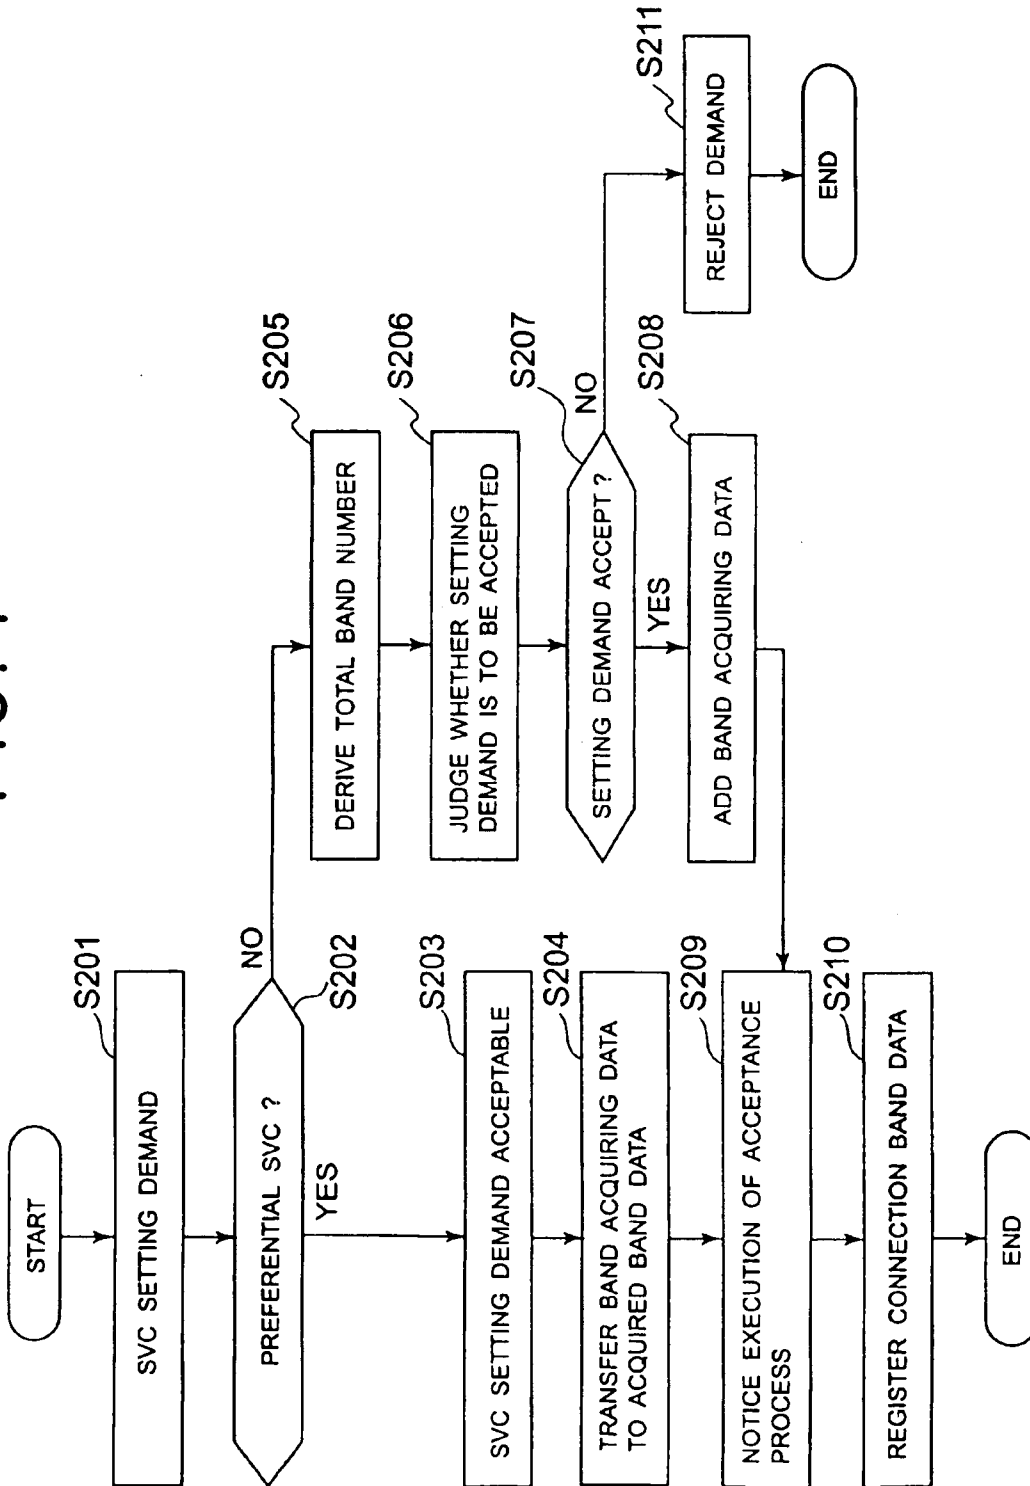 START
S201
SVC SETTING DEMAND
S202
PREFERENTIAL SVC ?
NO
YES
S203
SVC SETTING DEMAND ACCEPTABLE
S204
TRANSFER BAND ACQUIRING DATA
TO ACQUIRED BAND DATA
S205
DERIVE TOTAL BAND NUMBER
S206
JUDGE WHETHER SETTING
DEMAND IS TO BE ACCEPTED
S207
SETTING DEMAND ACCEPT ?
NO
YES
S208
ADD BAND ACQUIRING DATA
S209
NOTICE EXECUTION OF ACCEPTANCE
PROCESS
S210
REGISTER CONNECTION BAND DATA
END
S211
REJECT DEMAND
END